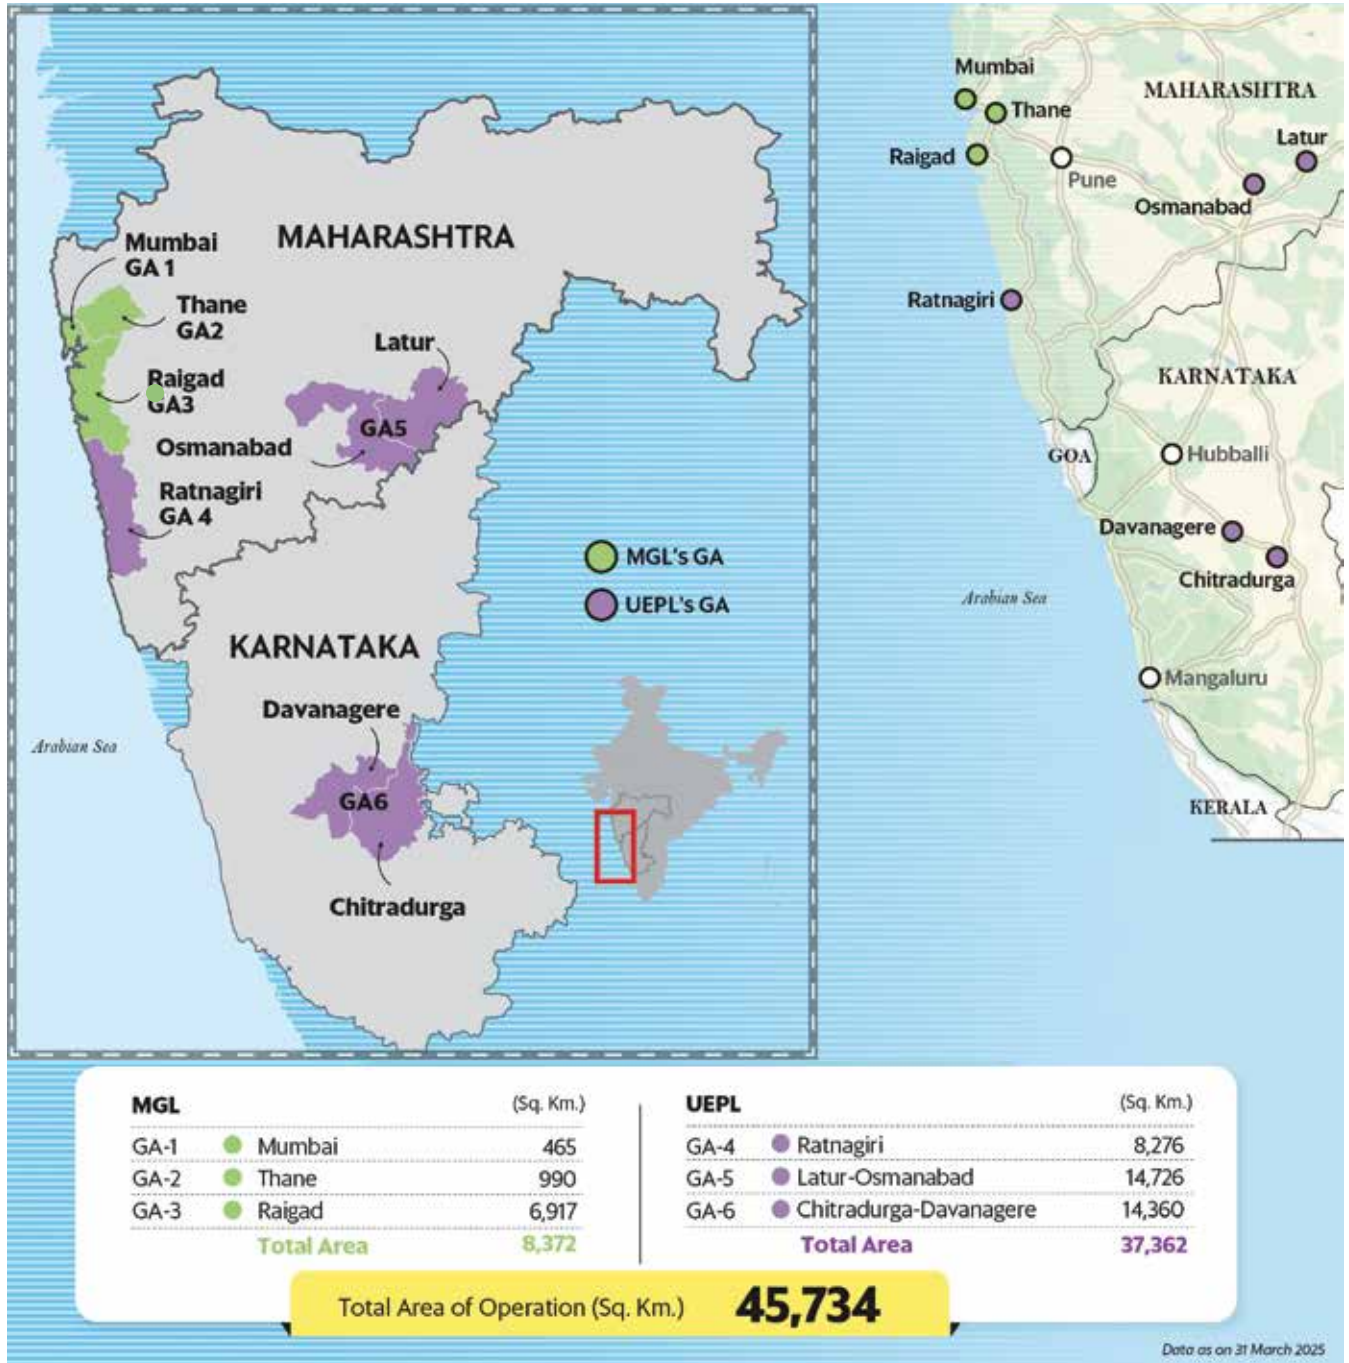 MAHARASHTRA
Mumbai
GA 1
Thane
GA2
Raigad
GA3
Latur
GA5
Osmanabad
Ratnagiri
GA 4
MGL's GA
UEPL's GA
KARNATAKA
Davanagere
GA6
Chitradurga
Arabian Sea
Mumbai
Thane
MAHARASHTRA
Raigad
Pune
Latur
Osmanabad
Ratnagiri
KARNATAKA
GOA
Hubballi
Davanagere
Chitradurga
Arabian Sea
Mangaluru
KERALA
MGL (Sq. Km.)
GA-1 Mumbai 465
GA-2 Thane 990
GA-3 Raigad 6,917
Total Area 8,372
UEPL (Sq. Km.)
GA-4 Ratnagiri 8,276
GA-5 Latur-Osmanabad 14,726
GA-6 Chitradurga-Davanagere 14,360
Total Area 37,362
Total Area of Operation (Sq. Km.) 45,734
Data as on 31 March 2025